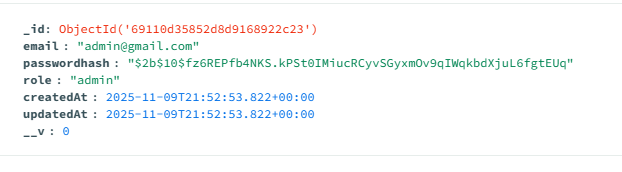 _id: ObjectId('69110d35852d8d9168922c23')
email : "admin@gmail.com"
passwordhash : "$2b$10$fz6REPfb4NKS.kPSt0IMiucRCyvSGyxmOv9qIWqkbdXjuL6fgtEUq"
role : "admin"
createdAt : 2025-11-09T21:52:53.822+00:00
updatedAt : 2025-11-09T21:52:53.822+00:00
__v : 0